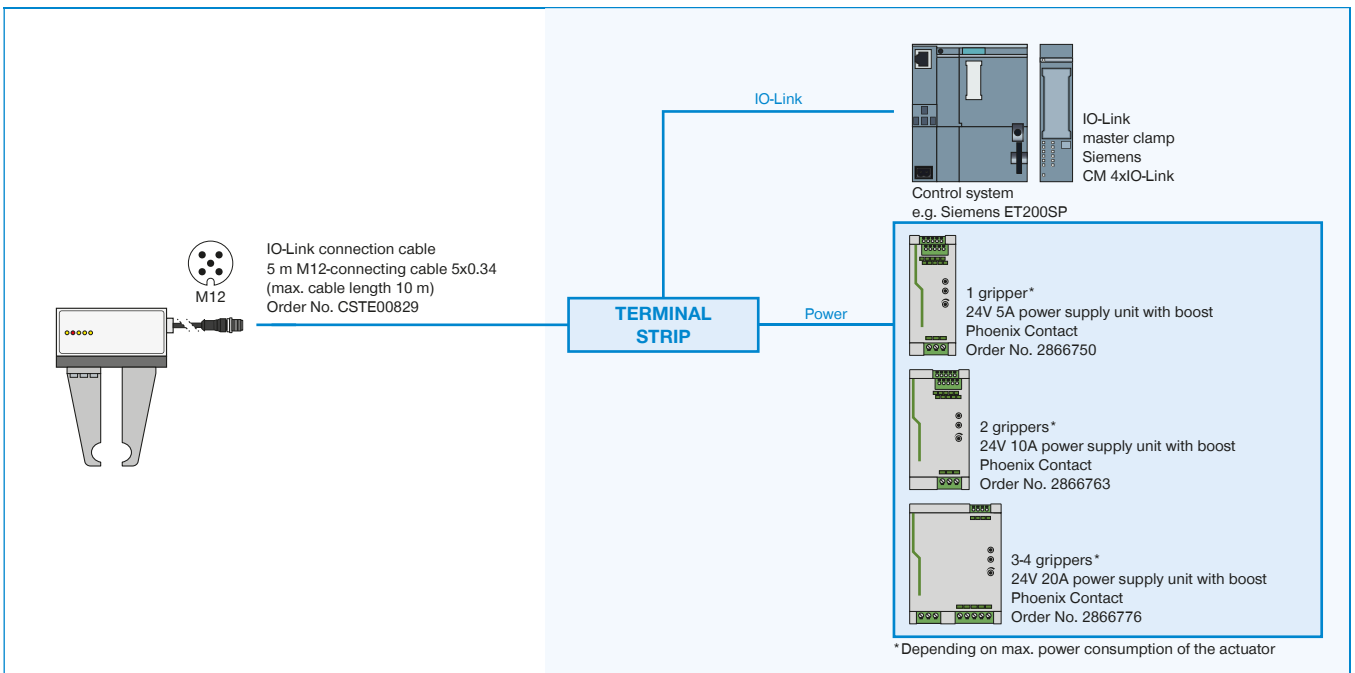 IO-Link
IO-Link
master clamp
Siemens
CM 4xIO-Link
Control system
e.g. Siemens ET200SP
M12
IO-Link connection cable
5 m M12-connecting cable 5x0.34
(max. cable length 10 m)
Order No. CSTE00829
TERMINAL
STRIP
Power
1 gripper*
24V 5A power supply unit with boost
Phoenix Contact
Order No. 2866750
2 grippers*
24V 10A power supply unit with boost
Phoenix Contact
Order No. 2866763
3-4 grippers*
24V 20A power supply unit with boost
Phoenix Contact
Order No. 2866776
*Depending on max. power consumption of the actuator